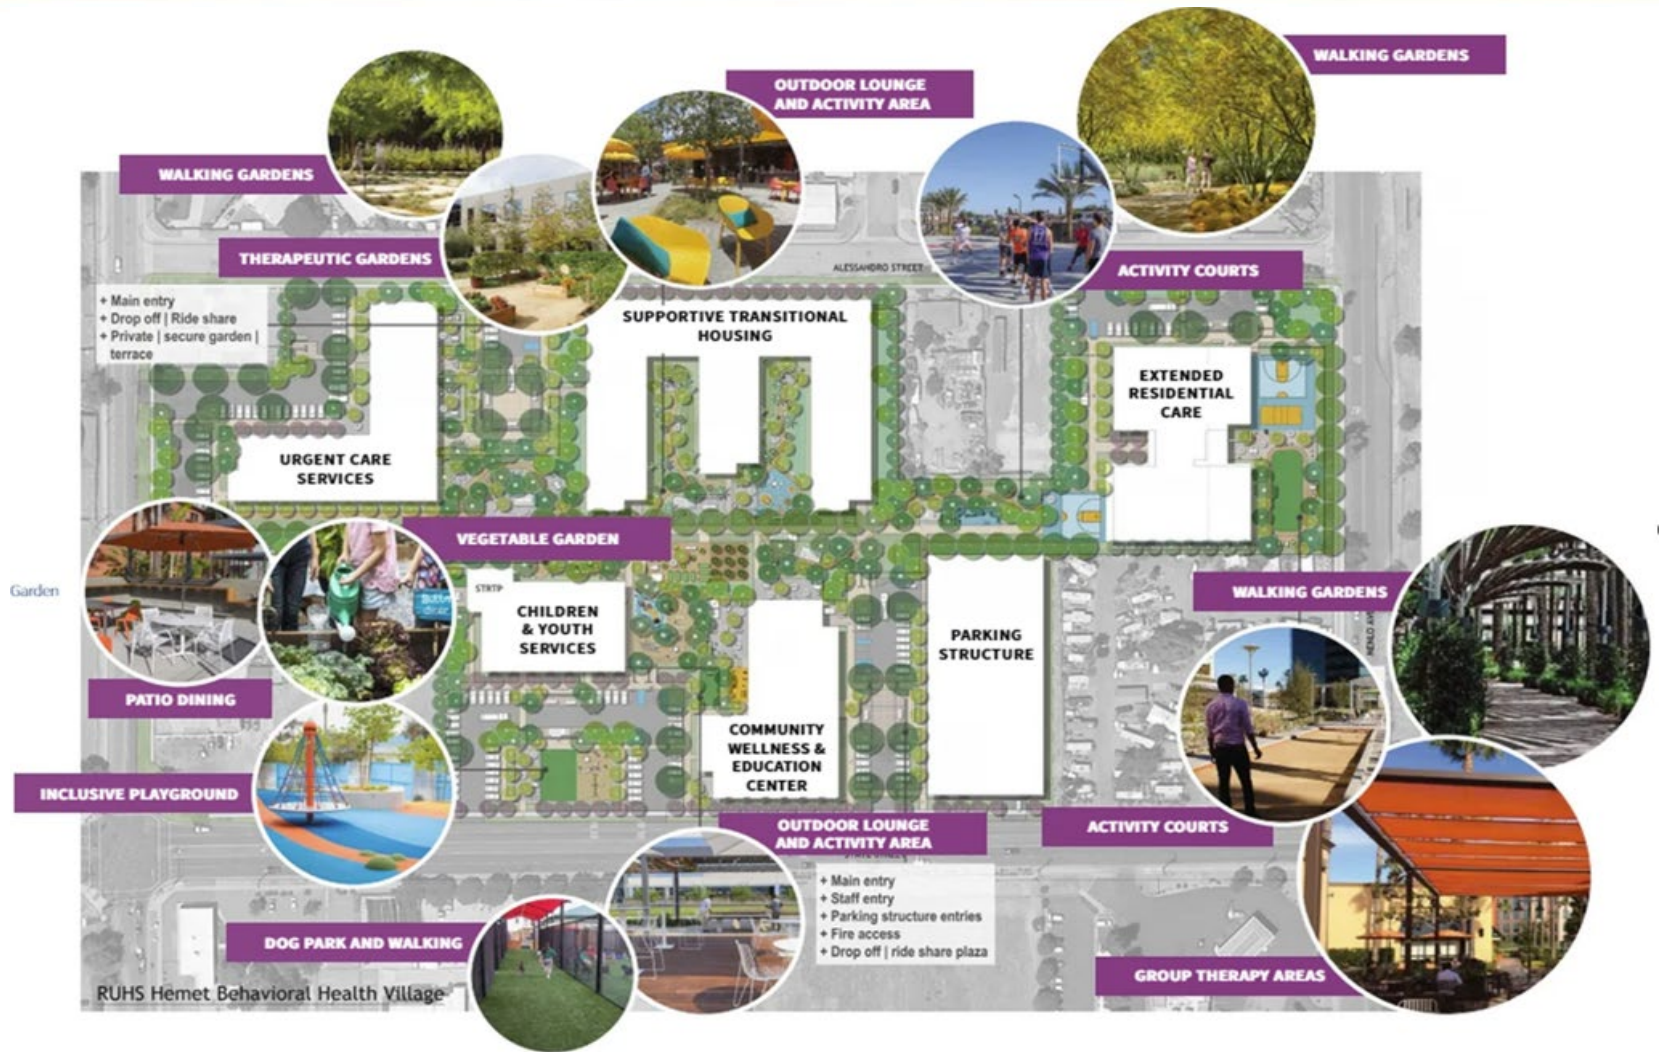 WALKING GARDENS
OUTDOOR LOUNGE
AND ACTIVITY AREA
WALKING GARDENS
THERAPEUTIC GARDENS
ALESSANDRO STREET
ACTIVITY COURTS
+ Main entry
+ Drop off | Ride share
+ Private | secure garden |
terrace
SUPPORTIVE TRANSITIONAL
HOUSING
EXTENDED
RESIDENTIAL
CARE
URGENT CARE
SERVICES
VEGETABLE GARDEN
Garden
STRTP
CHILDREN
& YOUTH
SERVICES
PARKING
STRUCTURE
WALKING GARDENS
PATIO DINING
COMMUNITY
WELLNESS &
EDUCATION
CENTER
INCLUSIVE PLAYGROUND
OUTDOOR LOUNGE
AND ACTIVITY AREA
ACTIVITY COURTS
+ Main entry
+ Staff entry
+ Parking structure entries
+ Fire access
+ Drop off | ride share plaza
DOG PARK AND WALKING
GROUP THERAPY AREAS
RUHS Hemet Behavioral Health Village